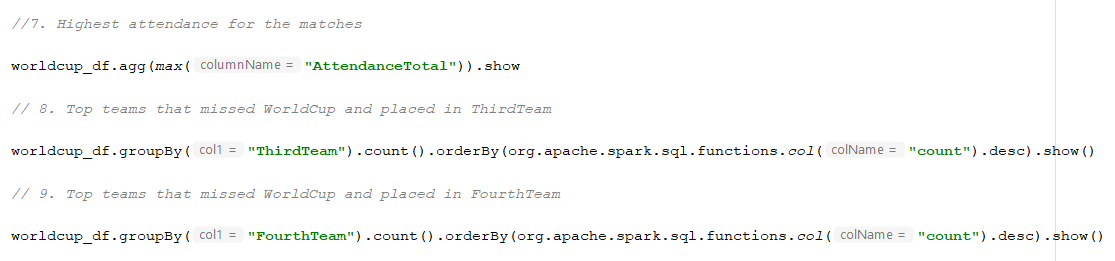 //7. Highest attendance for the matches
worldcup_df.agg(max( columnName = "AttendanceTotal")).show
// 8. Top teams that missed WorldCup and placed in ThirdTeam
worldcup_df.groupBy( col1 = "ThirdTeam").count().orderBy(org.apache.spark.sql.functions.col( colName = "count").desc).show()
// 9. Top teams that missed WorldCup and placed in FourthTeam
worldcup_df.groupBy( col1 = "FourthTeam").count().orderBy(org.apache.spark.sql.functions.col( colName = "count").desc).show()